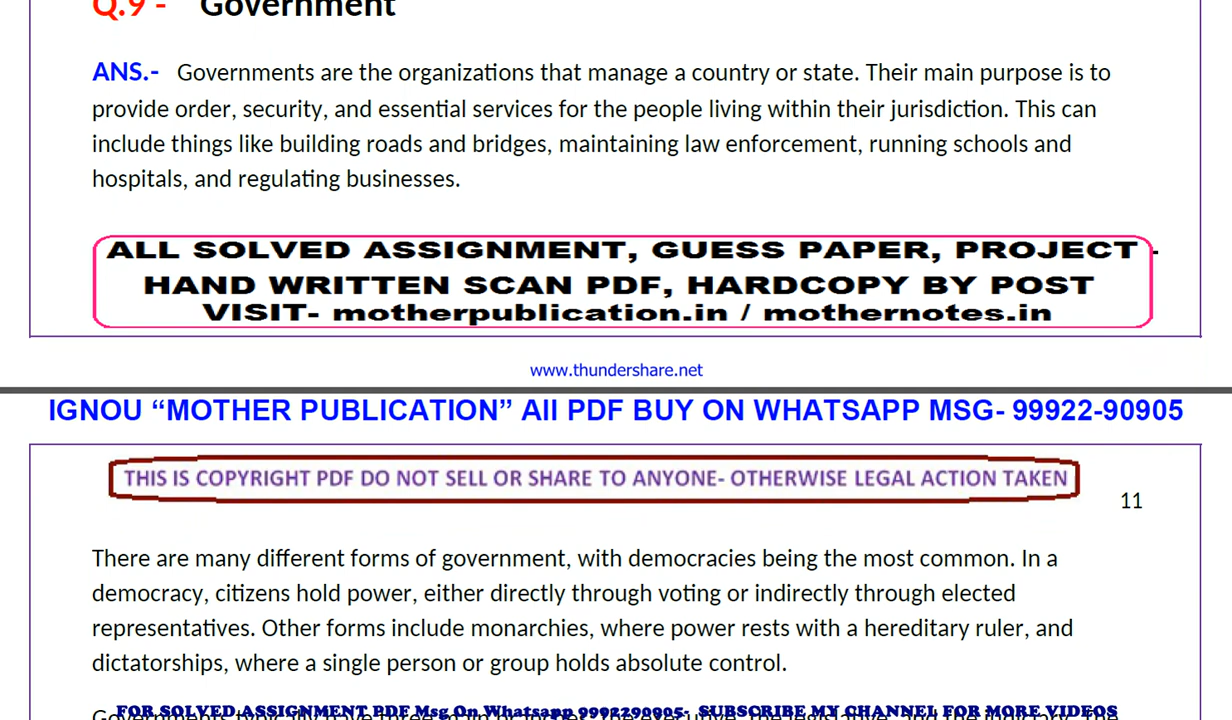 Q.9 - Government
ANS.- Governments are the organizations that manage a country or state. Their main purpose is to
provide order, security, and essential services for the people living within their jurisdiction. This can
include things like building roads and bridges, maintaining law enforcement, running schools and
hospitals, and regulating businesses.
ALL SOLVED ASSIGNMENT, GUESS PAPER, PROJECT -
HAND WRITTEN SCAN PDF, HARDCOPY BY POST
VISIT- motherpublication.in / mothernotes.in
www.thundershare.net
IGNOU “MOTHER PUBLICATION” All PDF BUY ON WHATSAPP MSG- 99922-90905
THIS IS COPYRIGHT PDF DO NOT SELL OR SHARE TO ANYONE- OTHERWISE LEGAL ACTION TAKEN
11
There are many different forms of government, with democracies being the most common. In a
democracy, citizens hold power, either directly through voting or indirectly through elected
representatives. Other forms include monarchies, where power rests with a hereditary ruler, and
dictatorships, where a single person or group holds absolute control.
FOR SOLVED ASSIGNMENT PDF Msg On Whatsapp 9992290905- SUBSCRIBE MY CHANNEL FOR MORE VIDEOS